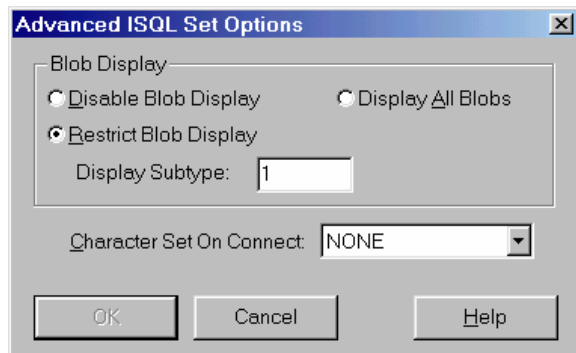 Advanced ISQL Set Options
Blob Display
Disable Blob Display
Display All Blobs
Restrict Blob Display
Display Subtype: 1
Character Set On Connect: NONE
OK
Cancel
Help